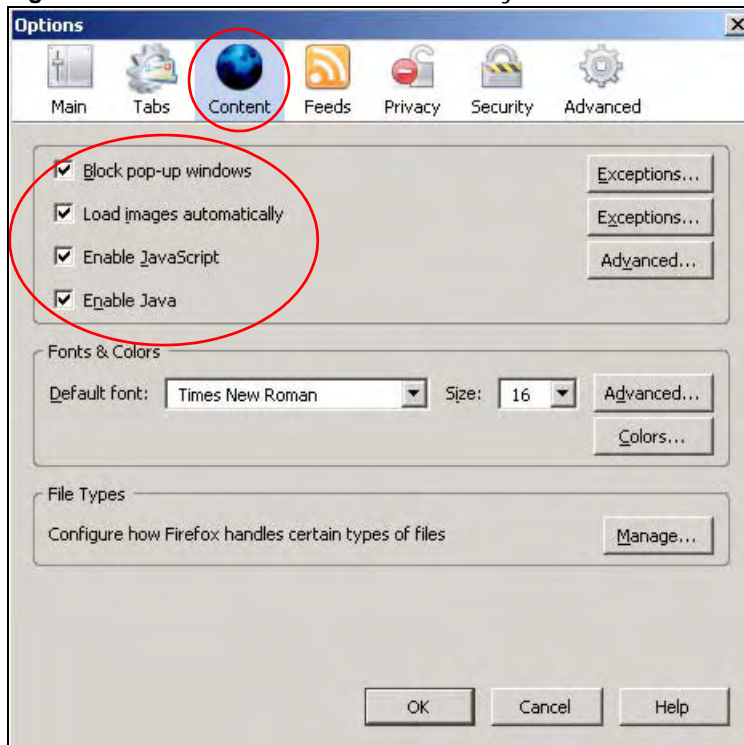 Options
Main Tabs Content Feeds Privacy Security Advanced
Block pop-up windows Exceptions...
Load images automatically Exceptions...
Enable JavaScript Advanced...
Enable Java
Fonts & Colors
Default font: Times New Roman Size: 16 Advanced...
Colors...
File Types
Configure how Firefox handles certain types of files Manage...
OK Cancel Help